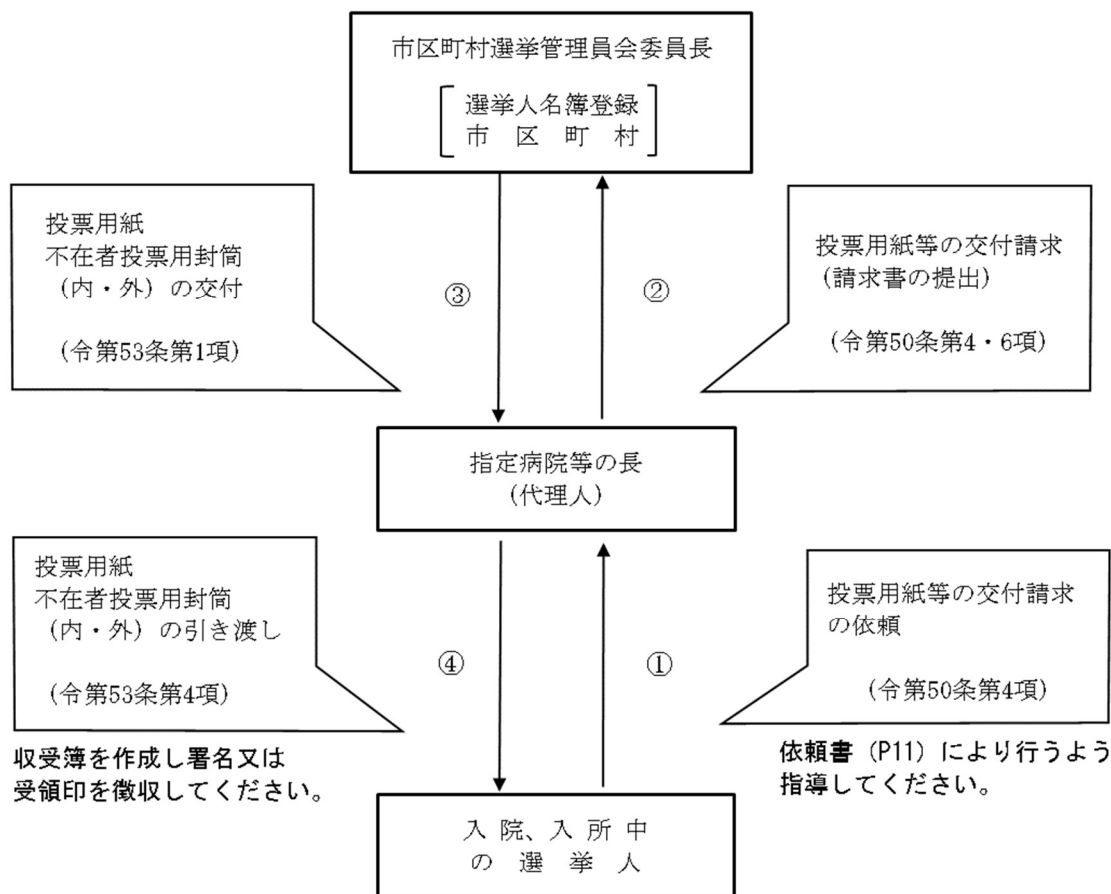 市区町村選挙管理員会委員長
選挙人名簿登録
市区町村
投票用紙
不在者投票用封筒
(内・外)の交付
(令第53条第1項)
③
②
投票用紙等の交付請求
(請求書の提出)
(令第50条第4・6項)
指定病院等の長
(代理人)
投票用紙
不在者投票用封筒
(内・外)の引き渡し
(令第53条第4項)
④
①
投票用紙等の交付請求
の依頼
(令第50条第4項)
収受簿を作成し署名又は
受領印を徴収してください。
依頼書(P11)により行うよう
指導してください。
入院、入所中
の選挙人